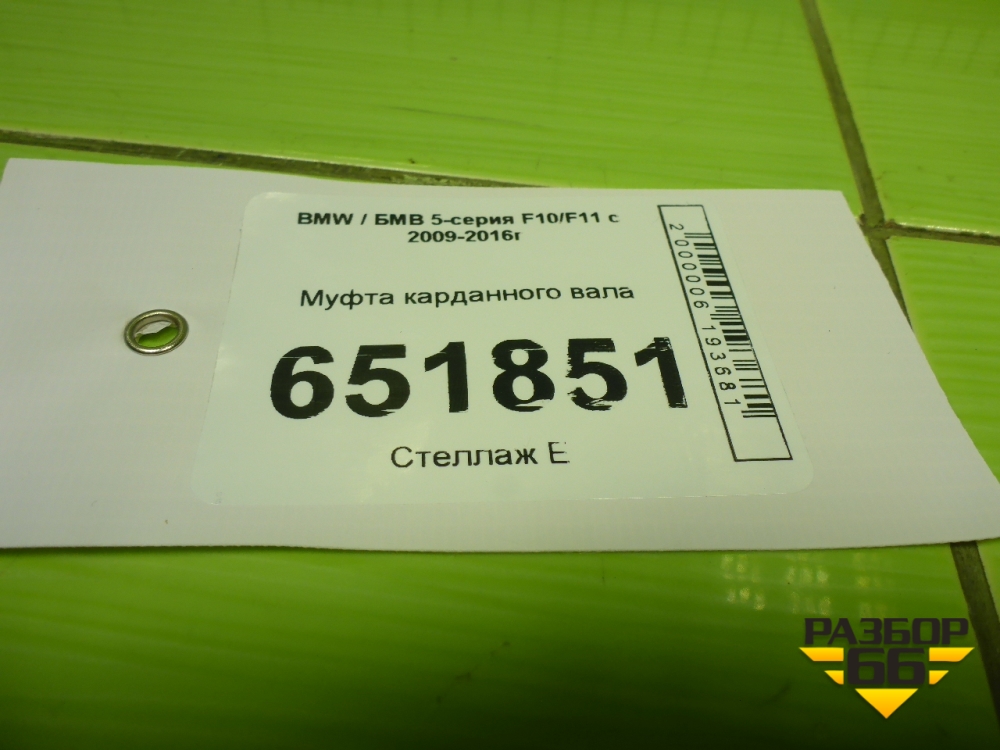 BMW / БМВ 5-серия F10/F11 с
2009-2016г
Муфта карданного вала
651851
Стеллаж Е
2000006193681
РАЗБОР
66